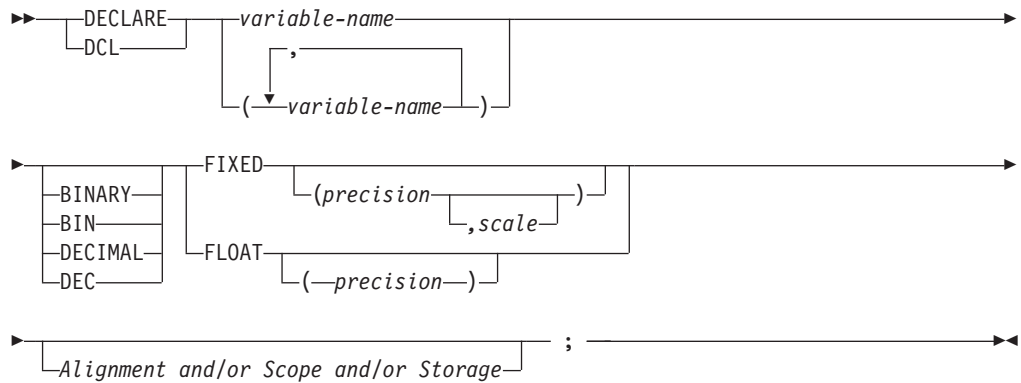 DECLARE variable-name
DCL ,
( variable-name )
FIXED
BINARY (precision )
BIN ,scale
DECIMAL FLOAT
DEC ( precision )
;
Alignment and/or Scope and/or Storage